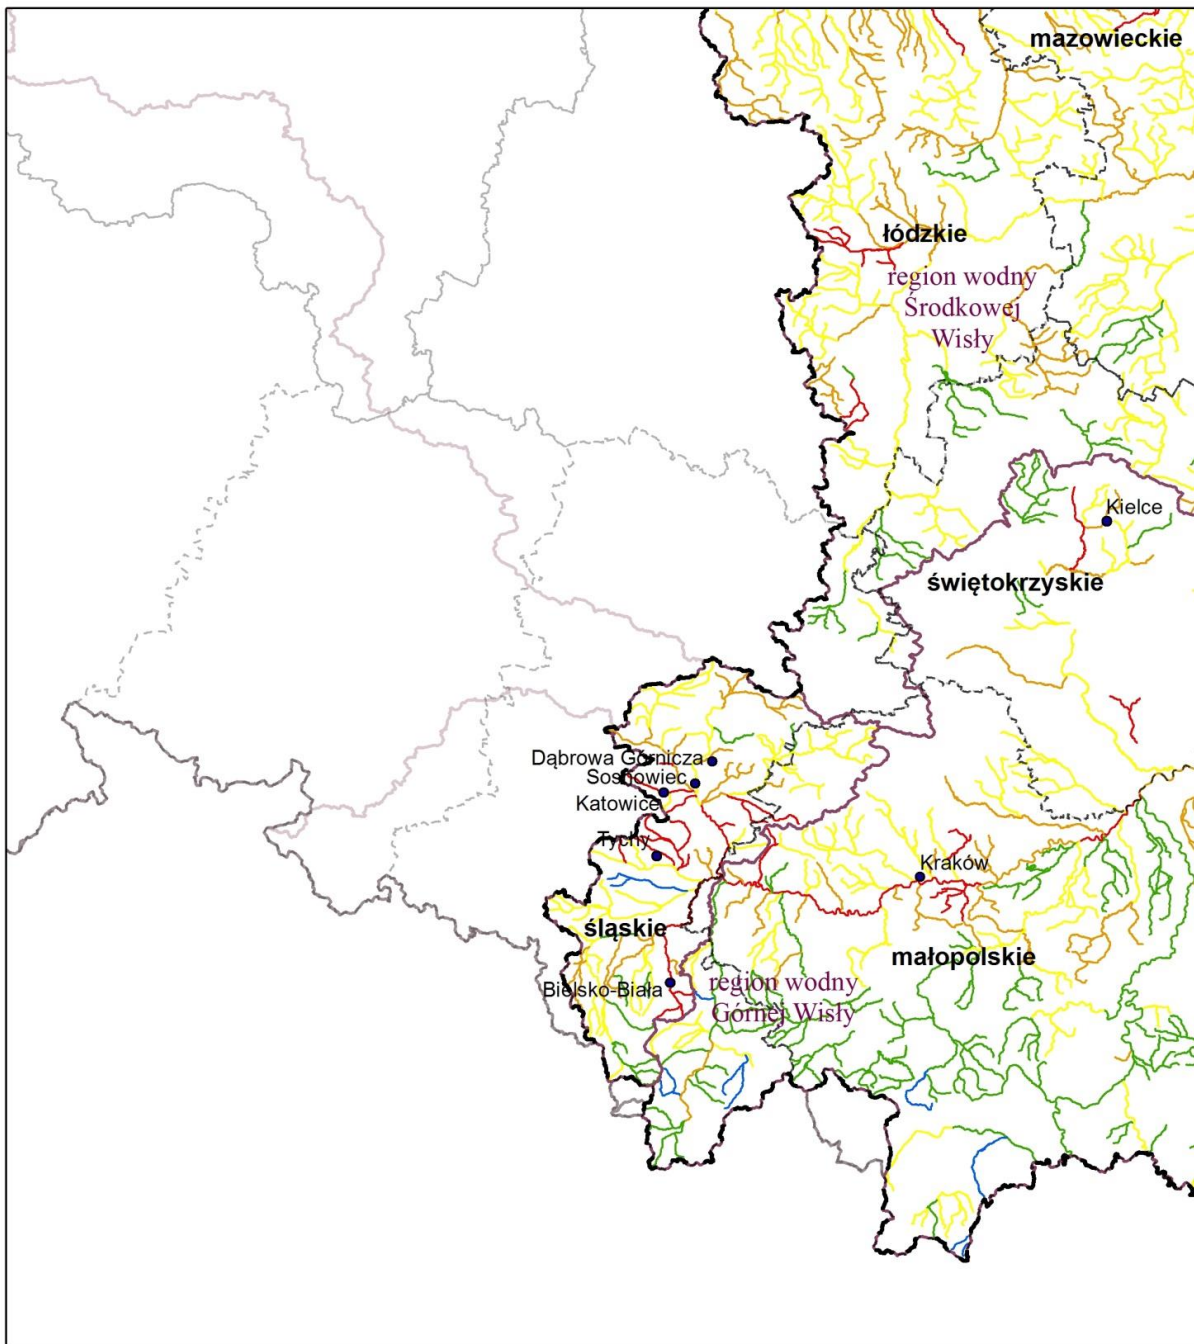 mazowieckie
łódzkie
region wodny
Środkowej
Wisły
Kielce
świętokrzyskie
Dąbrowa Górnicza
Sosnowiec
Katowice
Tychy
Kraków
śląskie
małopolskie
Bielsko-Biała
region wodny
Górnej Wisły